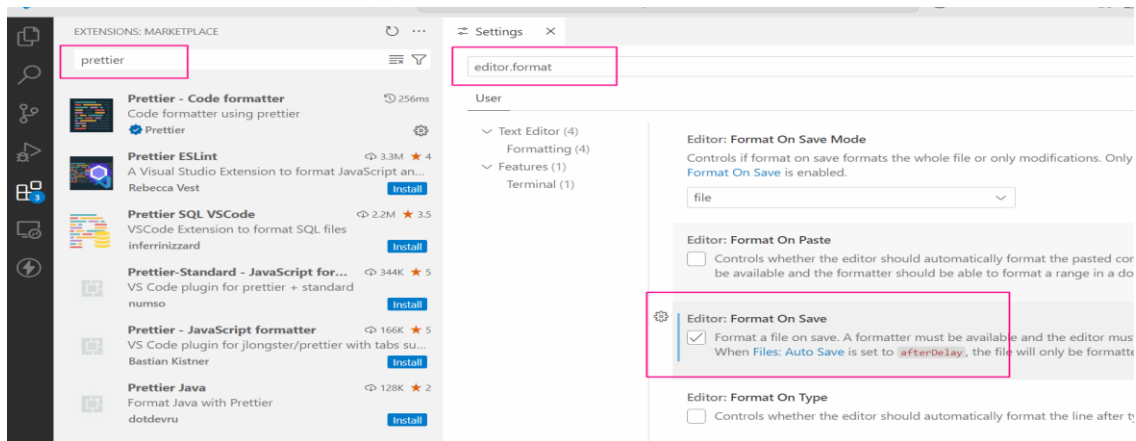 EXTENSIONS: MARKETPLACE
prettier
Prettier - Code formatter 256ms
Code formatter using prettier
Prettier
Prettier ESLint 3.3M ★ 4
A Visual Studio Extension to format JavaScript an...
Rebecca Vest Install
Prettier SQL VSCode 2.2M ★ 3.5
VSCode Extension to format SQL files
inferrinizzard Install
Prettier-Standard - JavaScript for... 344K ★ 5
VS Code plugin for prettier + standard
numso Install
Prettier - JavaScript formatter 166K ★ 5
VS Code plugin for jlongster/prettier with tabs su...
Bastian Kistner Install
Prettier Java 128K ★ 2
Format Java with Prettier
dotdevru Install
3
Settings
editor.format
User
Text Editor (4)
Formatting (4)
Features (1)
Terminal (1)
Editor: Format On Save Mode
Controls if format on save formats the whole file or only modifications. Only
Format On Save is enabled.
file
Editor: Format On Paste
Controls whether the editor should automatically format the pasted con
be available and the formatter should be able to format a range in a do
Editor: Format On Save
Format a file on save. A formatter must be available and the editor mus
When Files: Auto Save is set to afterDelay, the file will only be formatte
Editor: Format On Type
Controls whether the editor should automatically format the line after ty